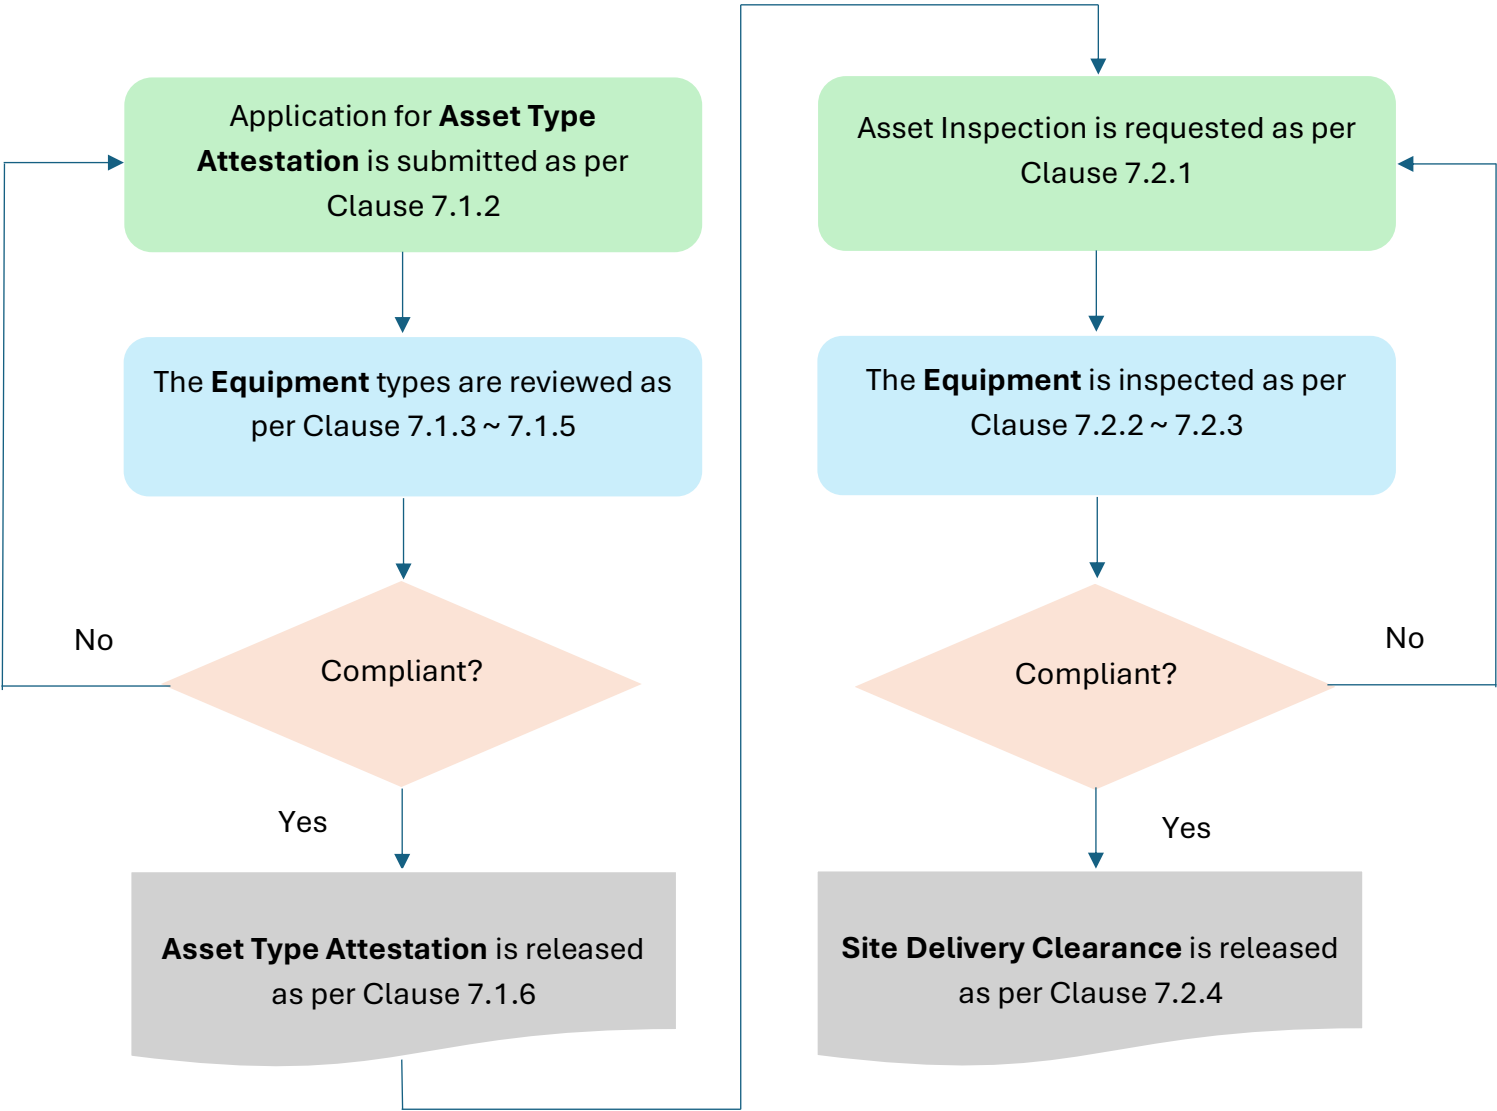 Application for Asset Type
Attestation is submitted as per
Clause 7.1.2
The Equipment types are reviewed as
per Clause 7.1.3 ~ 7.1.5
No
Compliant?
Yes
Asset Type Attestation is released
as per Clause 7.1.6
Asset Inspection is requested as per
Clause 7.2.1
The Equipment is inspected as per
Clause 7.2.2 ~ 7.2.3
No
Compliant?
Yes
Site Delivery Clearance is released
as per Clause 7.2.4